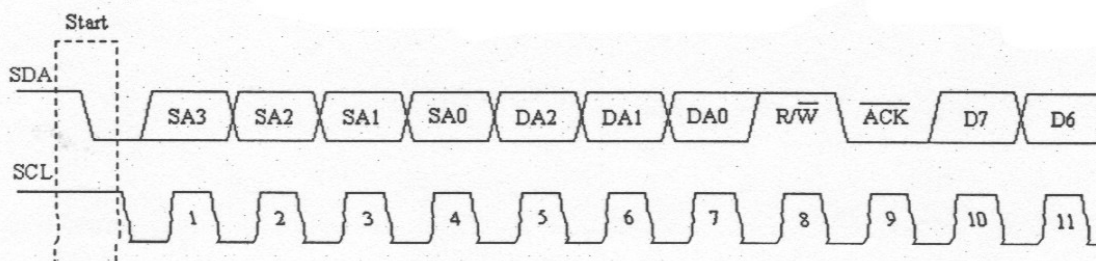 Start
SDA SA3 SA2 SA1 SA0 DA2 DA1 DA0 R/W̅ A̅C̅K̅ D7 D6
SCL 1 2 3 4 5 6 7 8 9 10 11